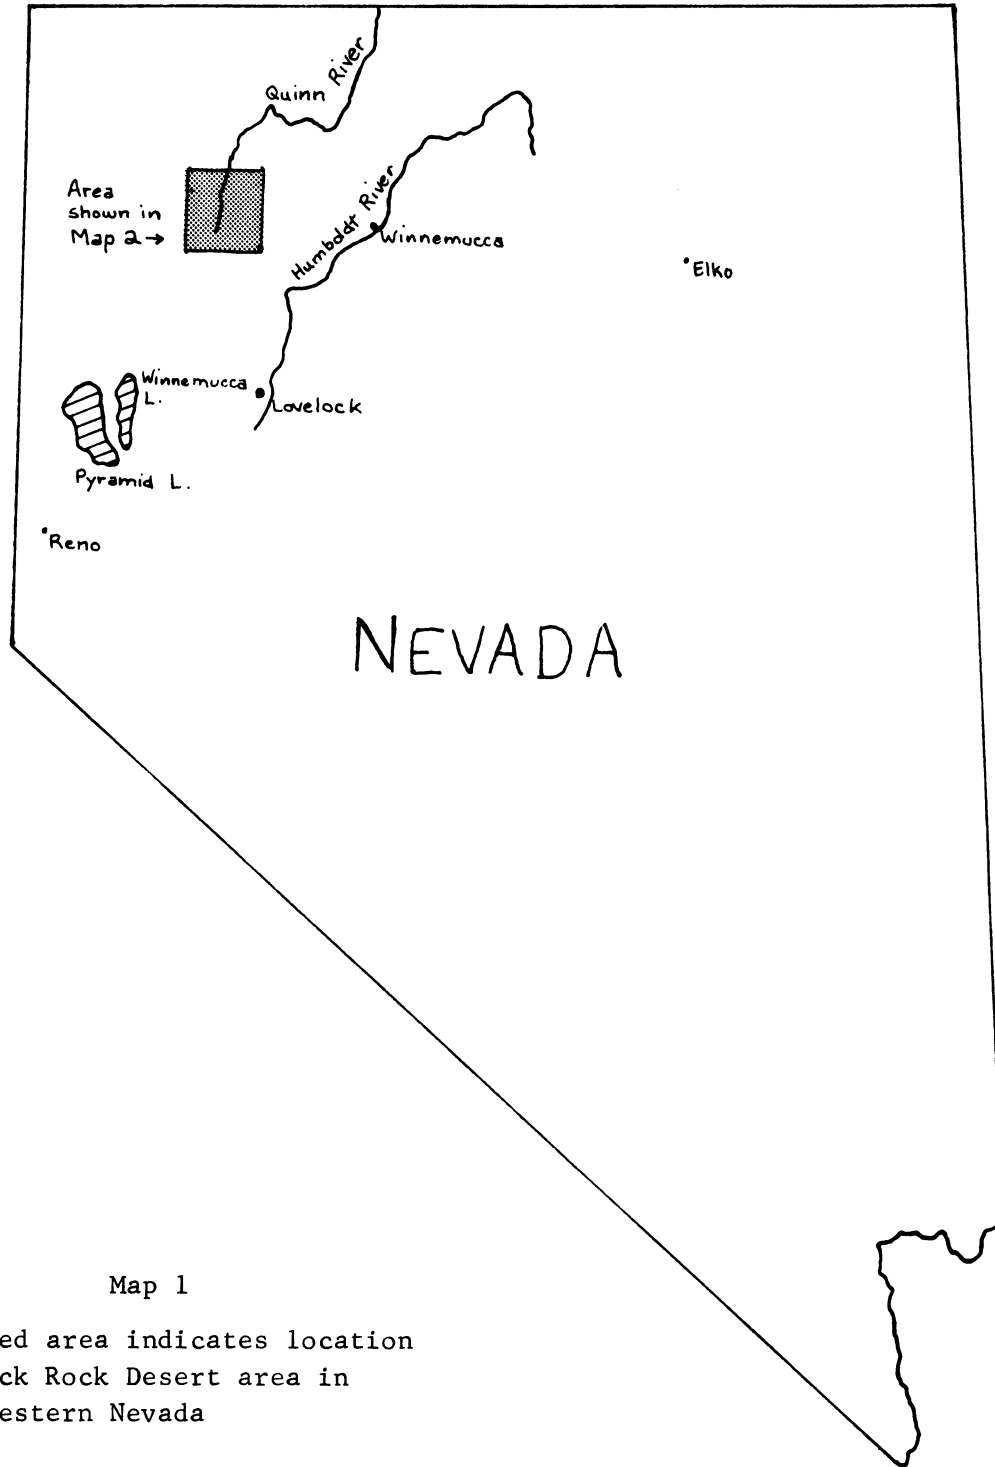 Quinn River
Area
shown in
Map 2→
Humboldt River
Winnemucca
Elko
Winnemucca
L.
Lovelock
Pyramid L.
Reno
NEVADA
Map 1
ed area indicates location
ck Rock Desert area in
estern Nevada